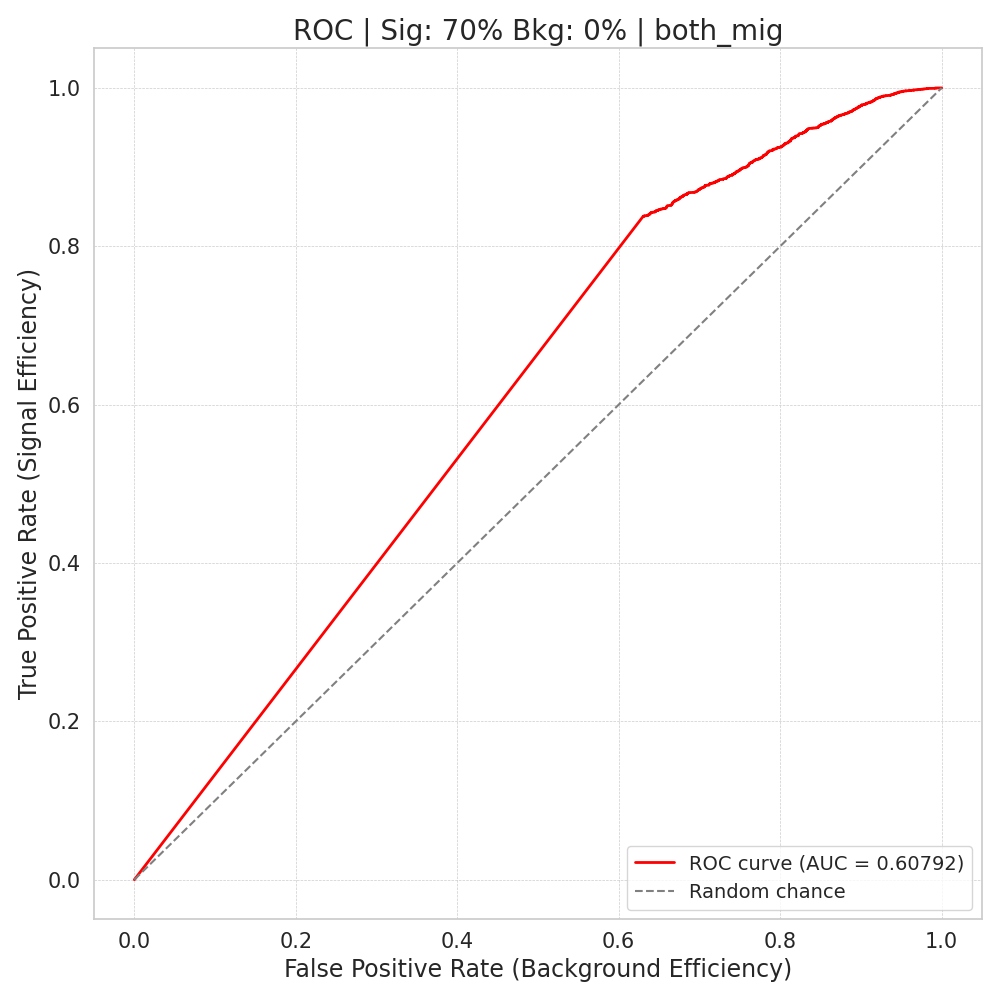 ROC | Sig: 70% Bkg: 0% | both_mig
True Positive Rate (Signal Efficiency)
1.0
0.8
0.6
0.4
0.2
0.0
ROC curve (AUC = 0.60792)
Random chance
0.0 0.2 0.4 0.6 0.8 1.0
False Positive Rate (Background Efficiency)